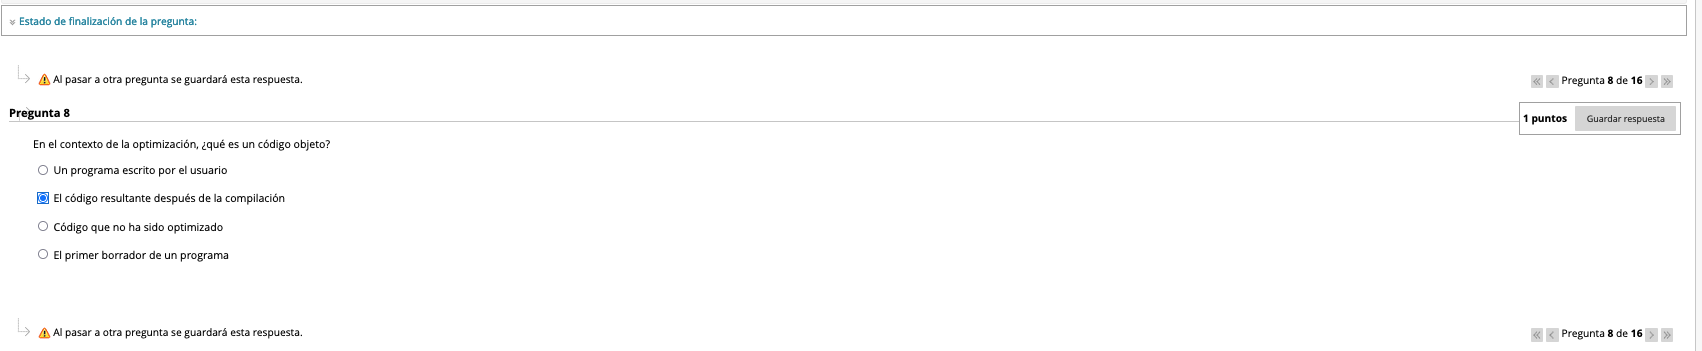 Estado de finalización de la pregunta:
Al pasar a otra pregunta se guardará esta respuesta.
Pregunta 8 de 16
Pregunta 8
1 puntos
Guardar respuesta
En el contexto de la optimización, ¿qué es un código objeto?
Un programa escrito por el usuario
El código resultante después de la compilación
Código que no ha sido optimizado
El primer borrador de un programa
Al pasar a otra pregunta se guardará esta respuesta.
Pregunta 8 de 16